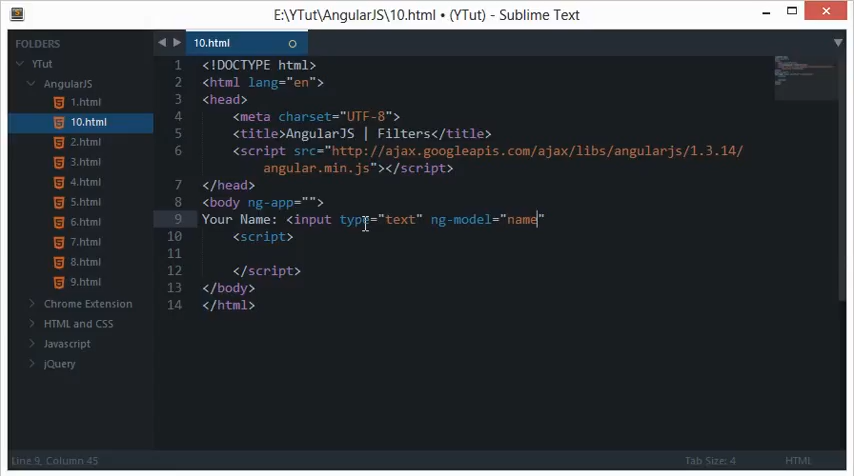 E:\YTut\AngularJS\10.html • (YTut) - Sublime Text
FOLDERS
YTut
AngularJS
1.html
10.html
2.html
3.html
4.html
5.html
6.html
7.html
8.html
9.html
Chrome Extension
HTML and CSS
Javascript
jQuery
10.html
1 <!DOCTYPE html>
2 <html lang="en">
3 <head>
4 <meta charset="UTF-8">
5 <title>AngularJS | Filters</title>
6 <script src="http://ajax.googleapis.com/ajax/libs/angularjs/1.3.14/
angular.min.js"></script>
7 </head>
8 <body ng-app="">
9 Your Name: <input type="text" ng-model="name"
10 <script>
11
12 </script>
13 </body>
14 </html>
Line 9, Column 45
Tab Size: 4
HTML